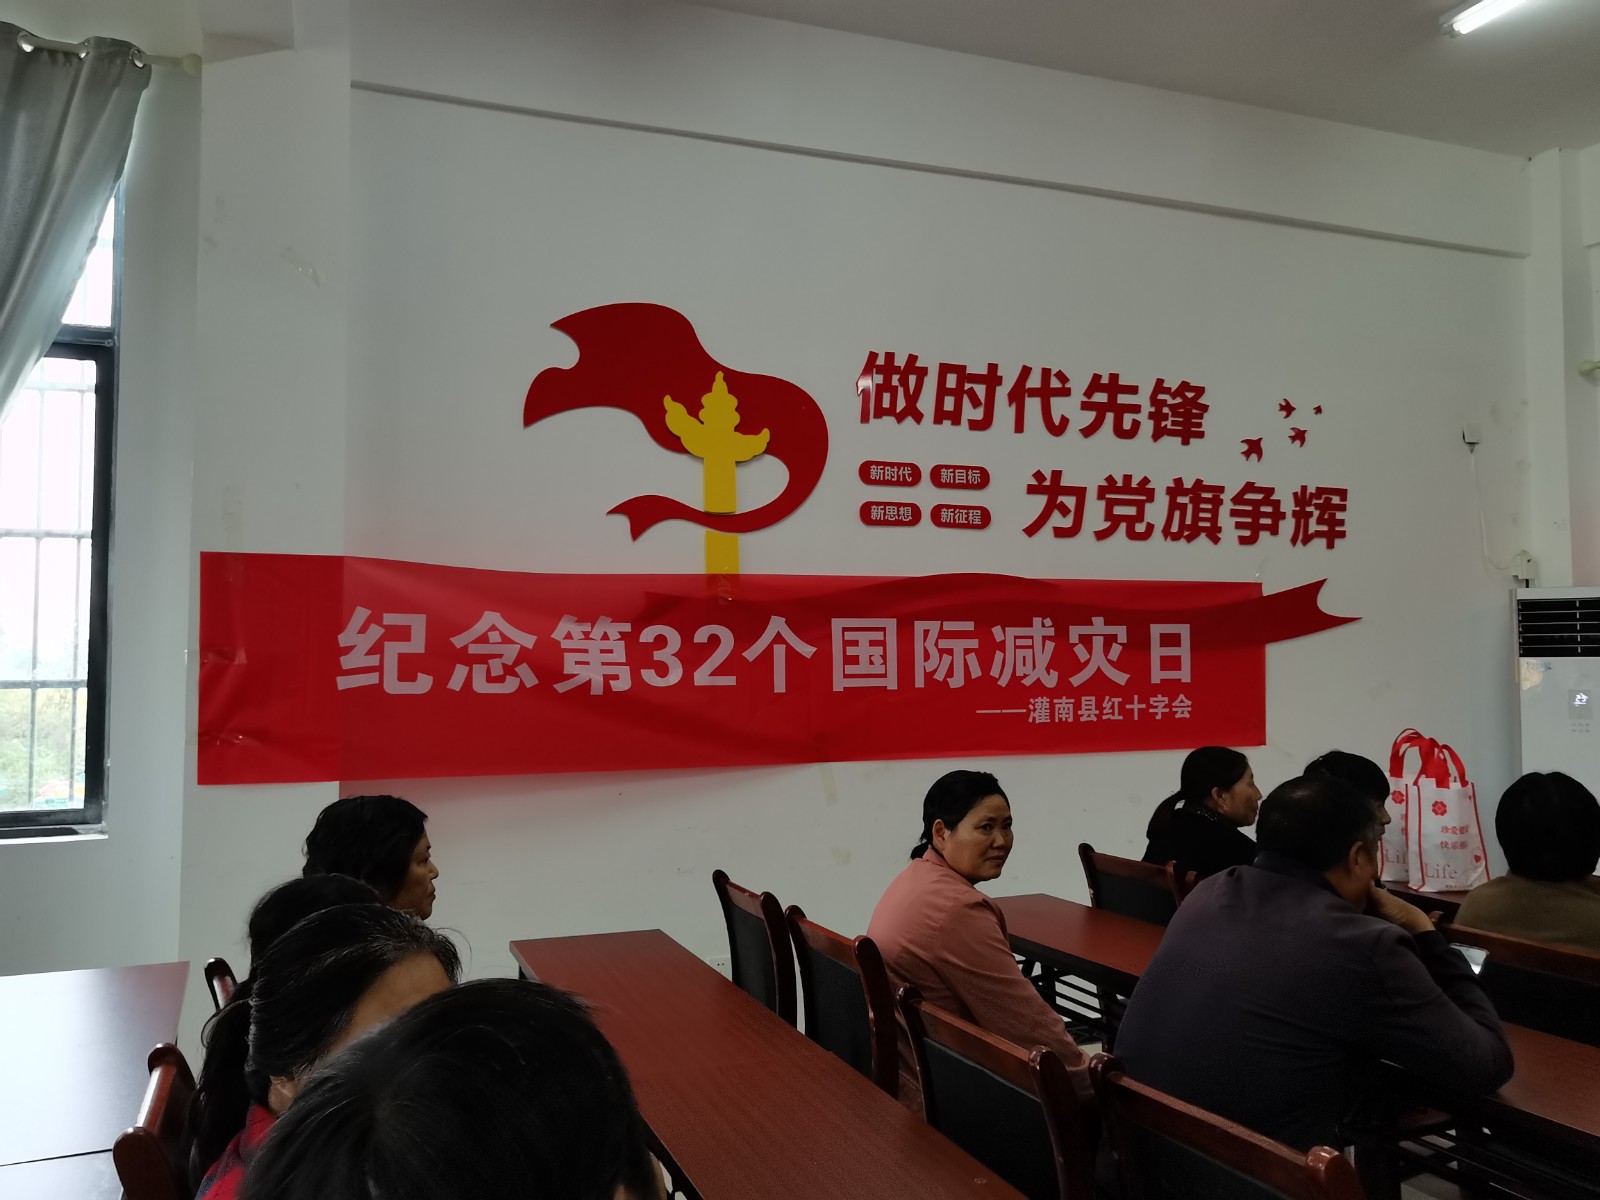 做时代先锋
新时代 新目标
新思想 新征程
为党旗争辉
纪念第32个国际减灾日
——灌南县红十字会
Life